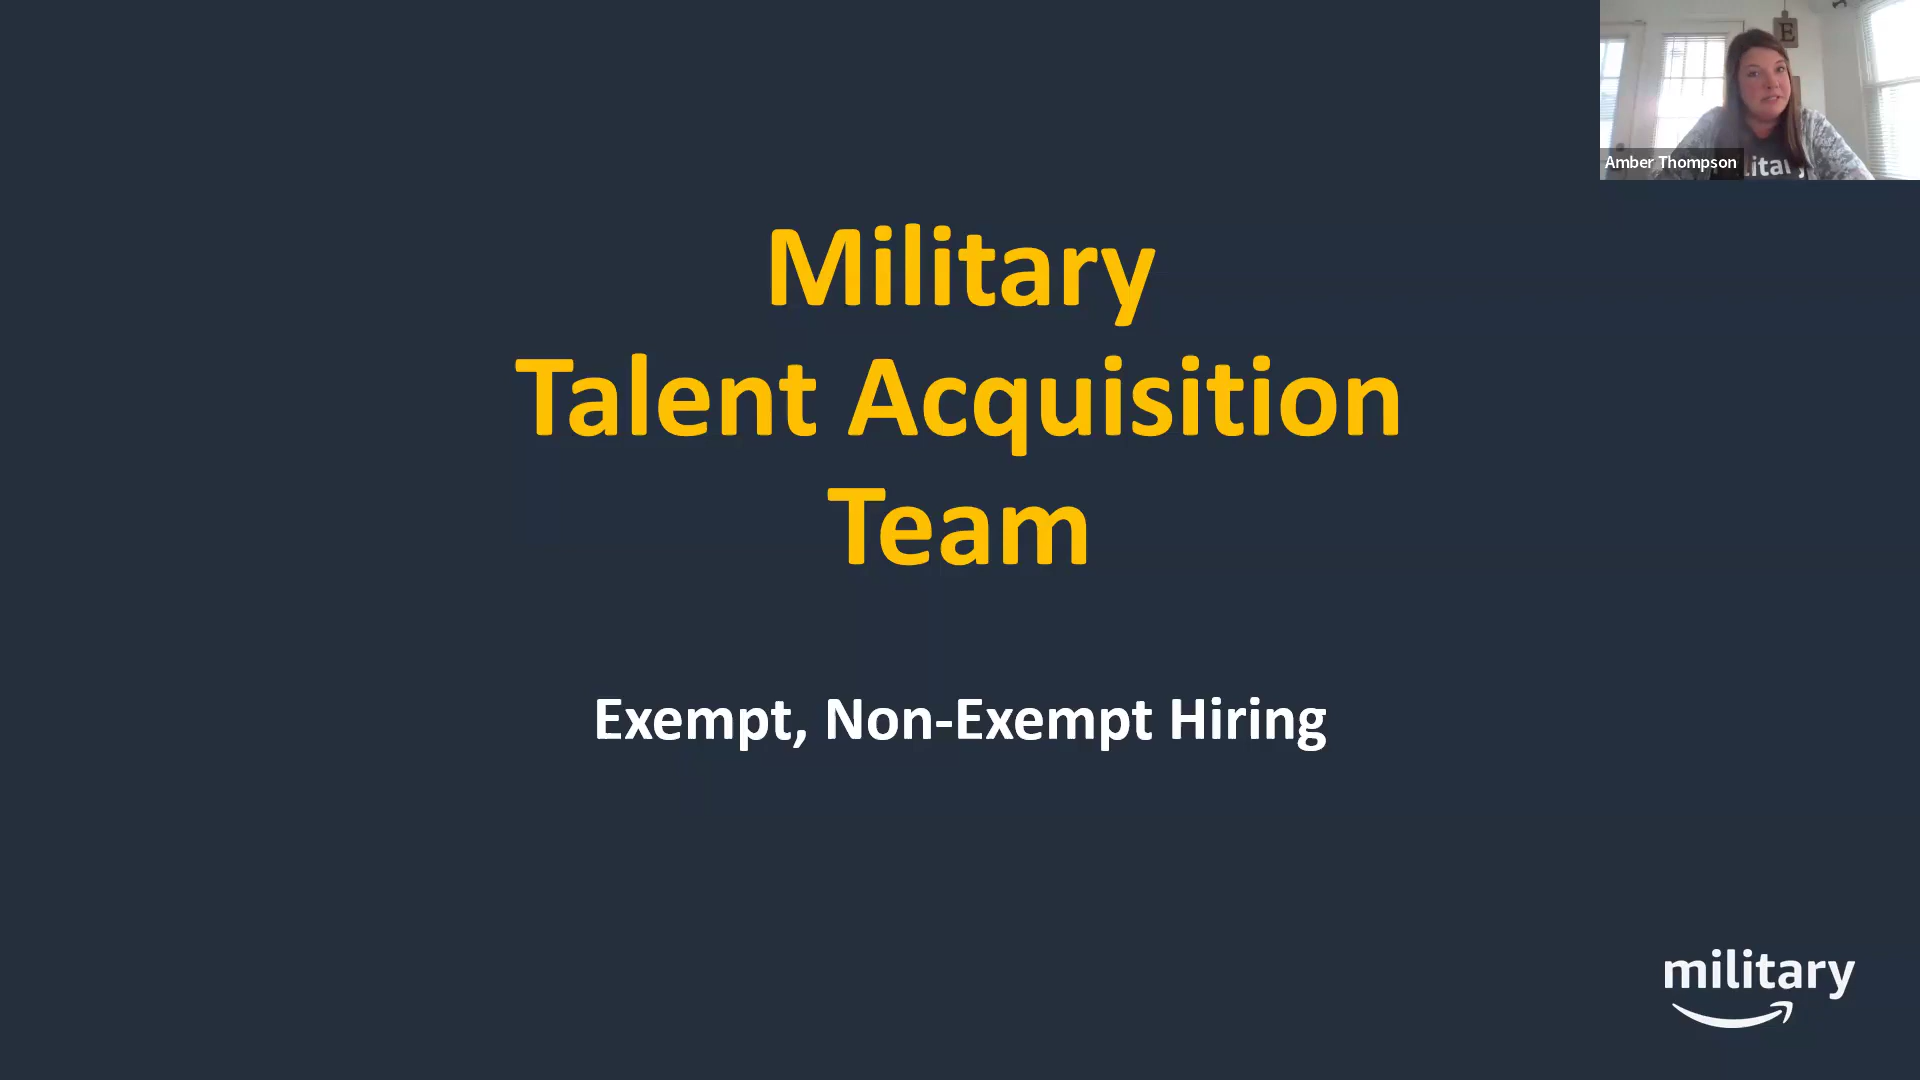 E
Amber Thompson
Military
Talent Acquisition
Team
Exempt, Non-Exempt Hiring
military